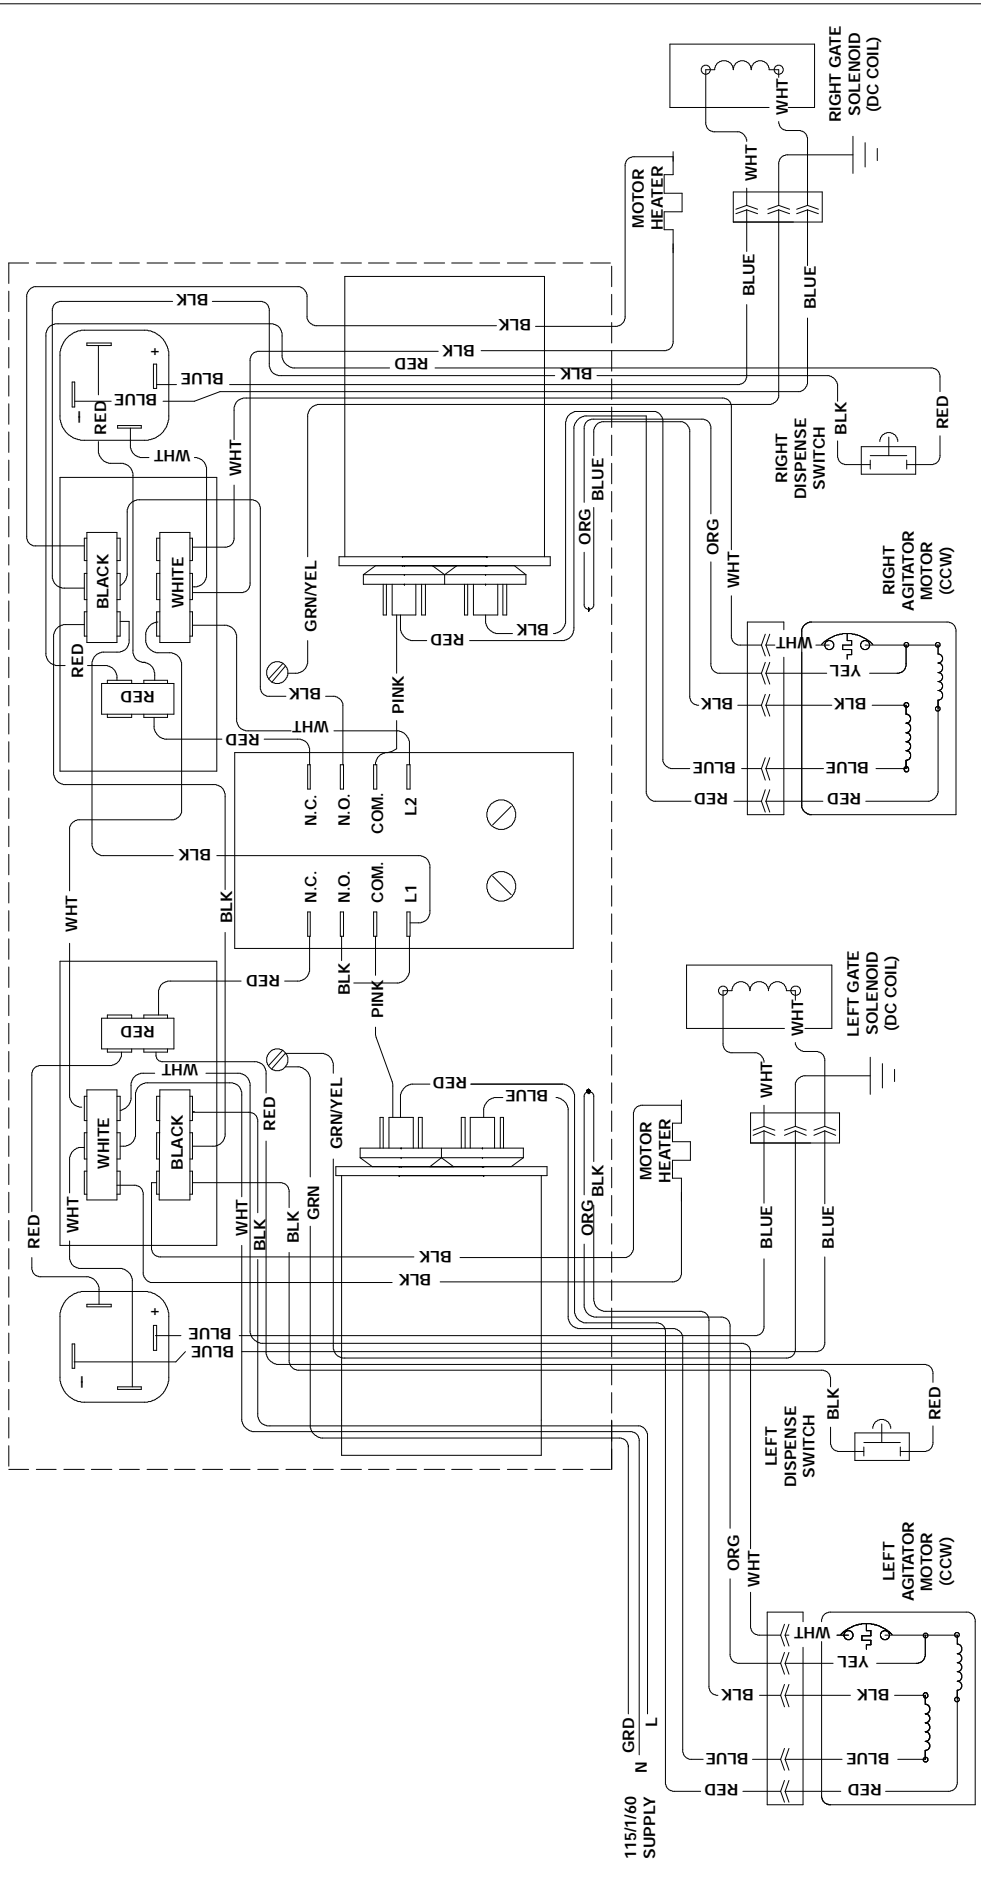 RIGHT GATE
SOLENOID
(DC COIL)
WHT
WHT
MOTOR
HEATER
BLUE
BLUE
BLK
BLK
BLK
RED
BLK
+
−
BLUE
BLUE
RED
WHT
WHT
BLK
RED
RIGHT
DISPENSE
SWITCH
BLUE
ORG
ORG
WHT
RIGHT
AGITATOR
MOTOR
(CCW)
BLACK
WHITE
GRN/YEL
RED
BLK
RED
RED
BLK
PINK
WHT
RED
WHT
YEL
BLK
BLK
BLUE
BLUE
RED
RED
N.C.
N.O.
COM.
L2
BLK
N.C.
N.O.
COM.
L1
WHT
BLK
RED
BLK
PINK
LEFT GATE
SOLENOID
(DC COIL)
WHT
WHT
RED
WHT
WHITE
BLACK
RED
GRN/YEL
RED
BLUE
MOTOR
HEATER
RED
WHT
WHT
BLK
BLK
GRN
BLK
ORG
BLUE
BLUE
BLK
BLK
+
−
BLUE
BLUE
BLK
RED
LEFT
DISPENSE
SWITCH
ORG
WHT
LEFT
AGITATOR
MOTOR
(CCW)
WHT
YEL
BLK
BLK
BLUE
BLUE
RED
RED
GRD
N
L
115/1/60
SUPPLY